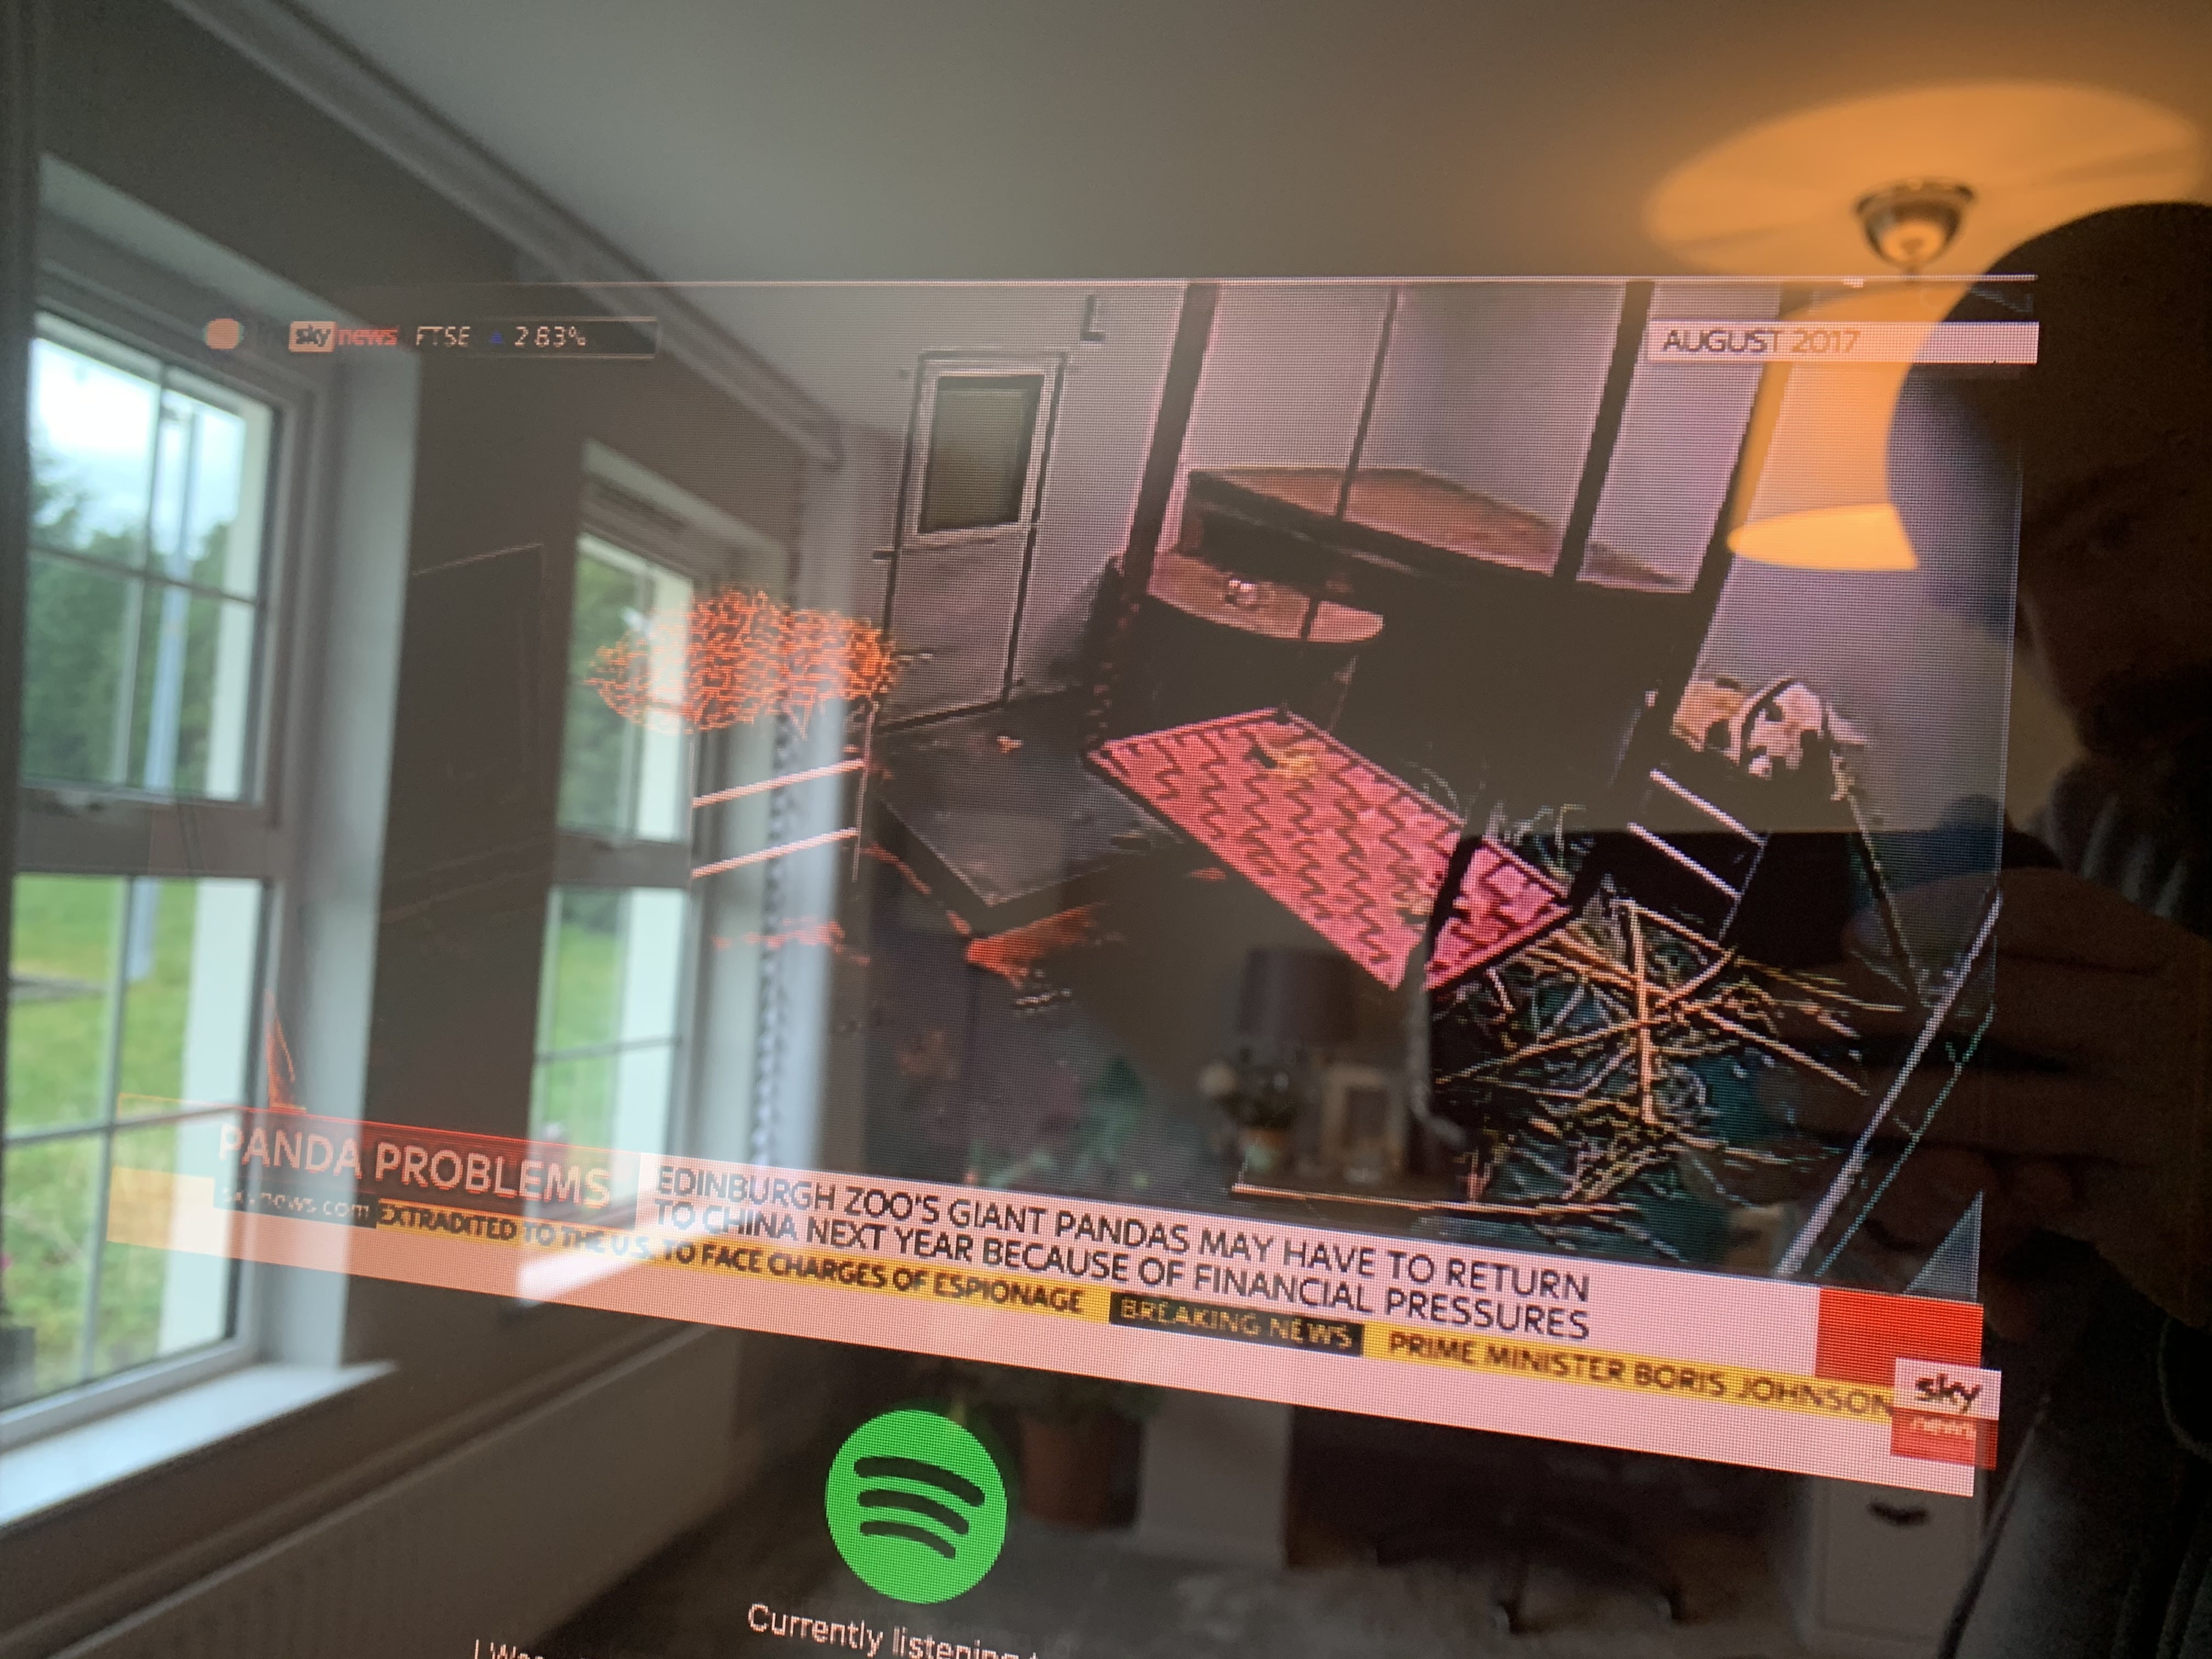 sky news FTSE 2.83%
AUGUST 2017
PANDA PROBLEMS
EDINBURGH ZOO'S GIANT PANDAS MAY HAVE TO RETURN
TO CHINA NEXT YEAR BECAUSE OF FINANCIAL PRESSURES
skynews.com EXTRADITED TO THE U.S. TO FACE CHARGES OF ESPIONAGE BREAKING NEWS PRIME MINISTER BORIS JOHNSON
sky
news
Currently listening